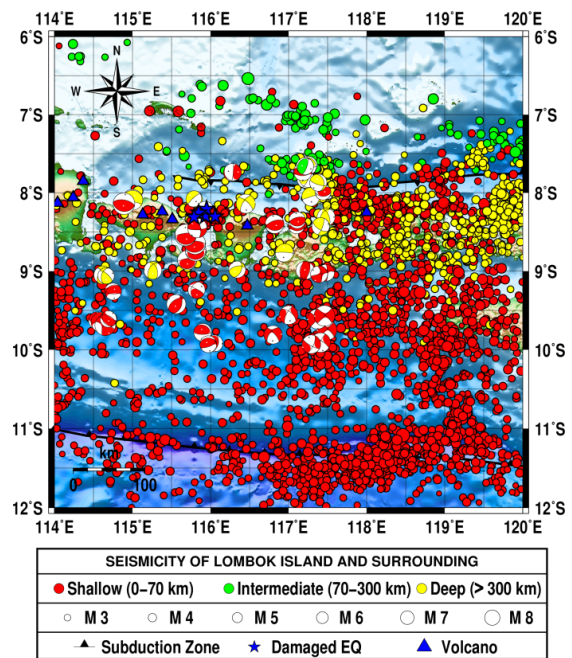 114˚E 115˚E 116˚E 117˚E 118˚E 119˚E 120˚E
6˚S 6˚S
N
W E
S
7˚S 7˚S
8˚S 8˚S
9˚S 9˚S
10˚S 10˚S
11˚S 11˚S
km
0 100
12˚S 12˚S
114˚E 115˚E 116˚E 117˚E 118˚E 119˚E 120˚E
SEISMICITY OF LOMBOK ISLAND AND SURROUNDING
Shallow (0–70 km) Intermediate (70–300 km) Deep (> 300 km)
M 3 M 4 M 5 M 6 M 7 M 8
Subduction Zone Damaged EQ Volcano